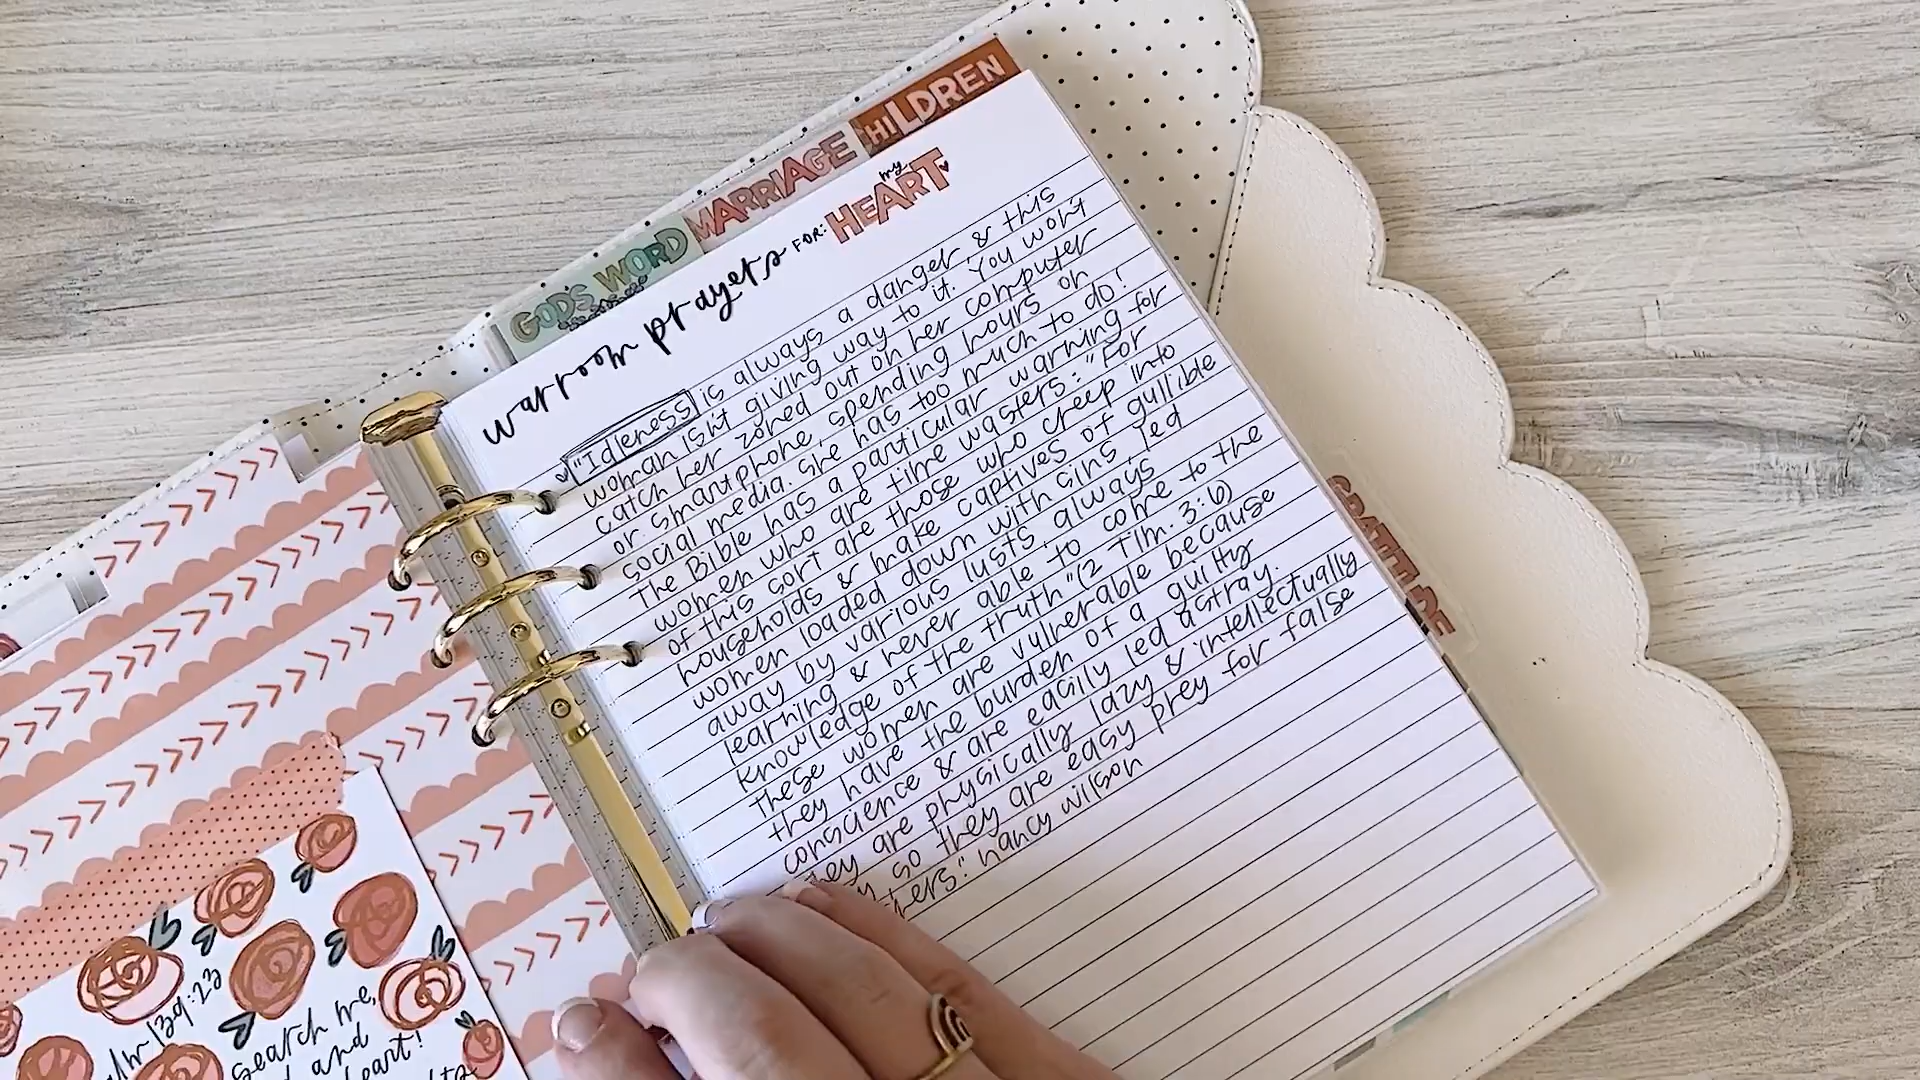 CHILDREN
MARRIAGE
GOD'S WORD
GRATITUDE
war room prayers FOR: my HEART
"Idleness is always a danger & this
woman isn't giving way to it. You won't
catch her zoned out on her computer
or smartphone, spending hours on
social media. She has too much to do!
The Bible has a particular warning for
women who are time wasters: "For
of this sort are those who creep into
households & make captives of gullible
women loaded down with sins, led
away by various lusts always
learning & never able to come to the
knowledge of the truth" (2 Tim. 3:6)
These women are vulnerable because
they have the burden of a guilty
conscience & are easily led astray.
They are physically lazy & intellectually
so they are easy prey for false
nancy wilson
139:23
search me,
and
heart!